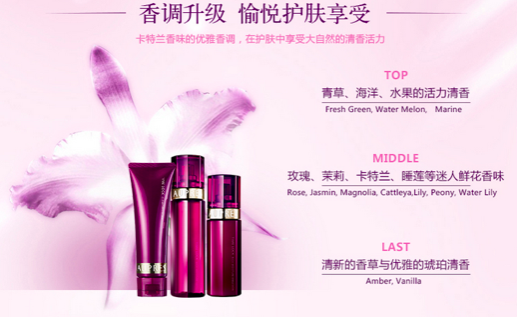 香调升级 愉悦护肤享受
卡特兰香味的优雅香调，在护肤中享受大自然的清香活力
TOP
青草、海洋、水果的活力清香
Fresh Green, Water Melon, Marine
MIDDLE
玫瑰、茉莉、卡特兰、睡莲等迷人鲜花香味
Rose, Jasmin, Magnolia, Cattleya,Lily, Peony, Water Lily
LAST
清新的香草与优雅的琥珀清香
Amber, Vanilla